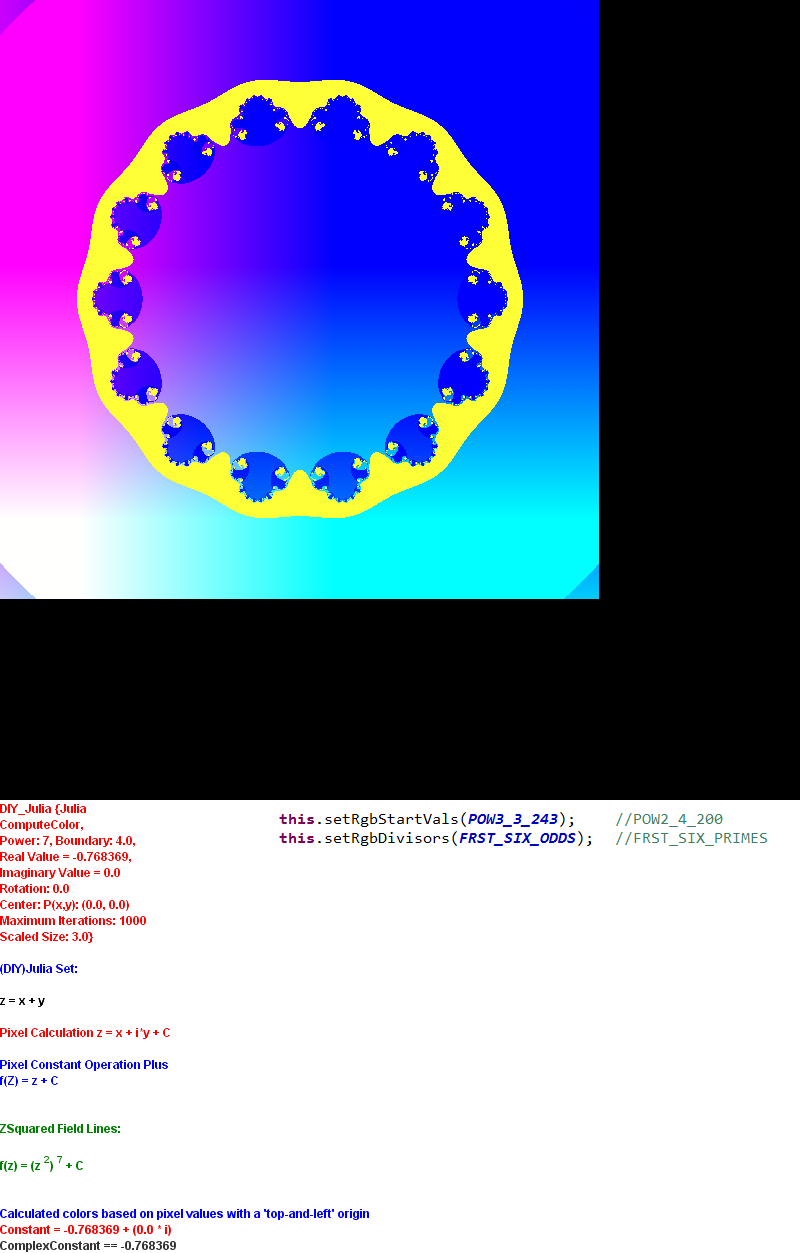 DIY_Julia {Julia
ComputeColor,
Power: 7, Boundary: 4.0,
Real Value = -0.768369,
Imaginary Value = 0.0
Rotation: 0.0
Center: P(x,y): (0.0, 0.0)
Maximum Iterations: 1000
Scaled Size: 3.0}
this.setRgbStartVals(POW3_3_243); //POW2_4_200
this.setRgbDivisors(FRST_SIX_ODDS); //FRST_SIX_PRIMES
(DIY)Julia Set:
z = x + y
Pixel Calculation z = x + i*y + C
Pixel Constant Operation Plus
f(Z) = z + C
ZSquared Field Lines:
f(z) = (z ²) ⁷ + C
Calculated colors based on pixel values with a 'top-and-left' origin
Constant = -0.768369 + (0.0 * i)
ComplexConstant == -0.768369